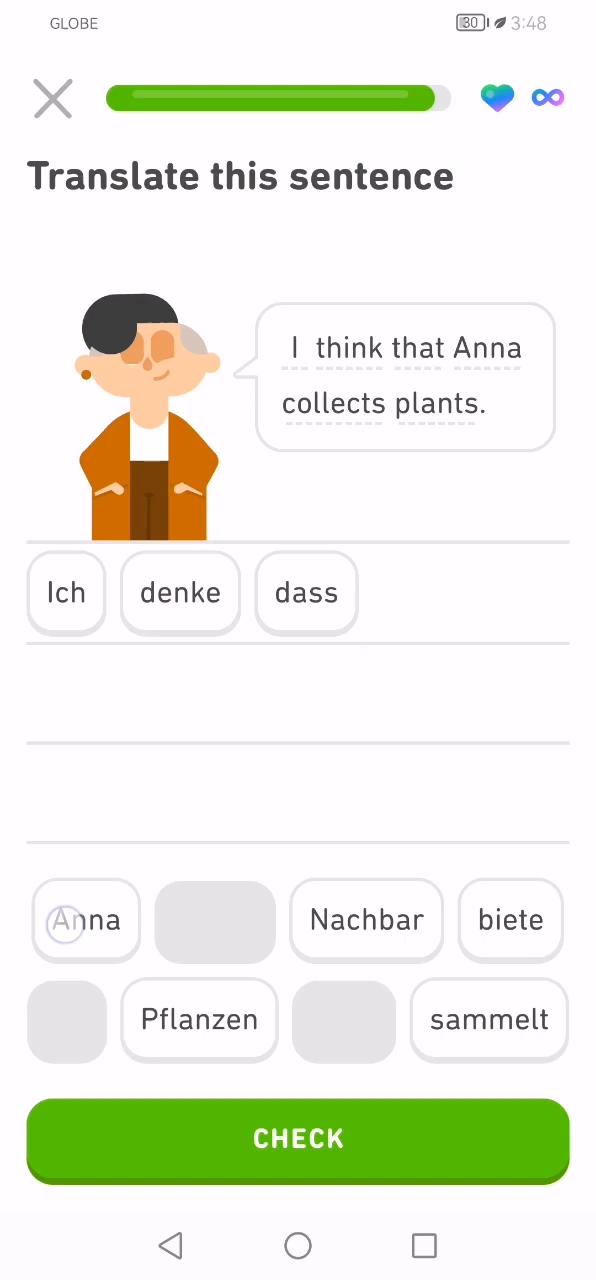 GLOBE 30 3:48
Translate this sentence
I think that Anna
collects plants.
Ich denke dass
Anna Nachbar biete
Pflanzen sammelt
CHECK